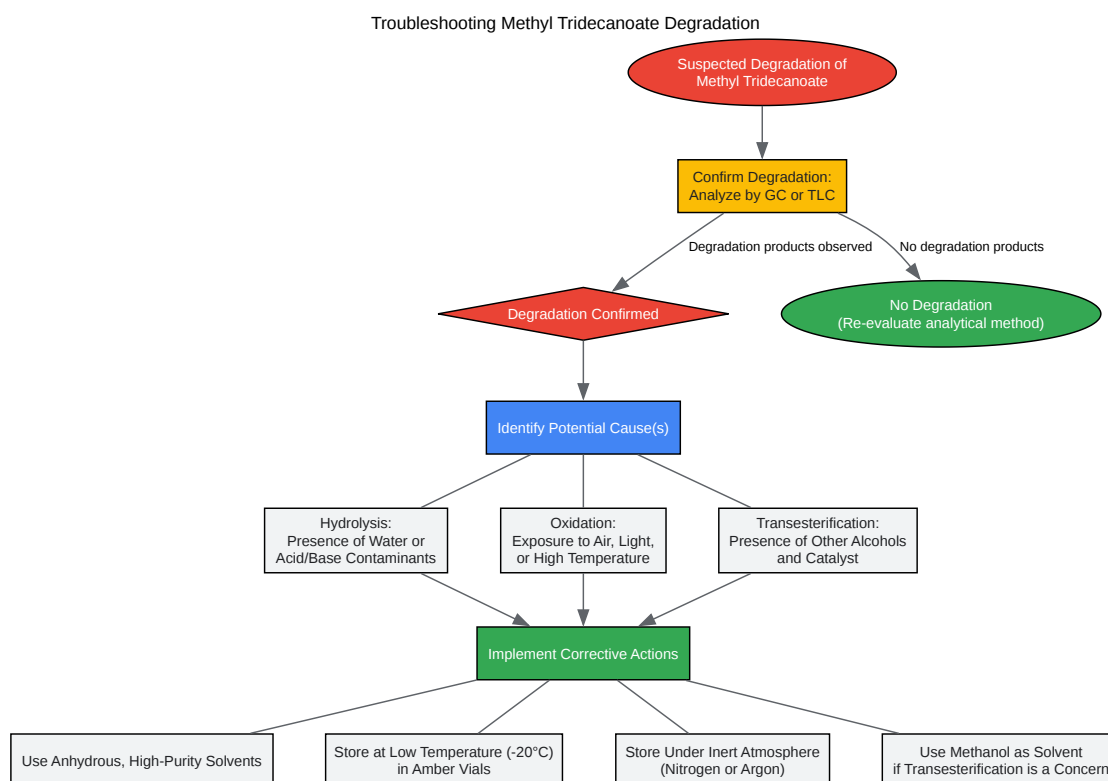 Troubleshooting Methyl Tridecanoate Degradation
Suspected Degradation of
Methyl Tridecanoate
Confirm Degradation:
Analyze by GC or TLC
Degradation products observed
No degradation products
Degradation Confirmed
No Degradation
(Re-evaluate analytical method)
Identify Potential Cause(s)
Hydrolysis:
Presence of Water or
Acid/Base Contaminants
Oxidation:
Exposure to Air, Light,
or High Temperature
Transesterification:
Presence of Other Alcohols
and Catalyst
Implement Corrective Actions
Use Anhydrous, High-Purity Solvents
Store at Low Temperature (-20°C)
in Amber Vials
Store Under Inert Atmosphere
(Nitrogen or Argon)
Use Methanol as Solvent
if Transesterification is a Concern